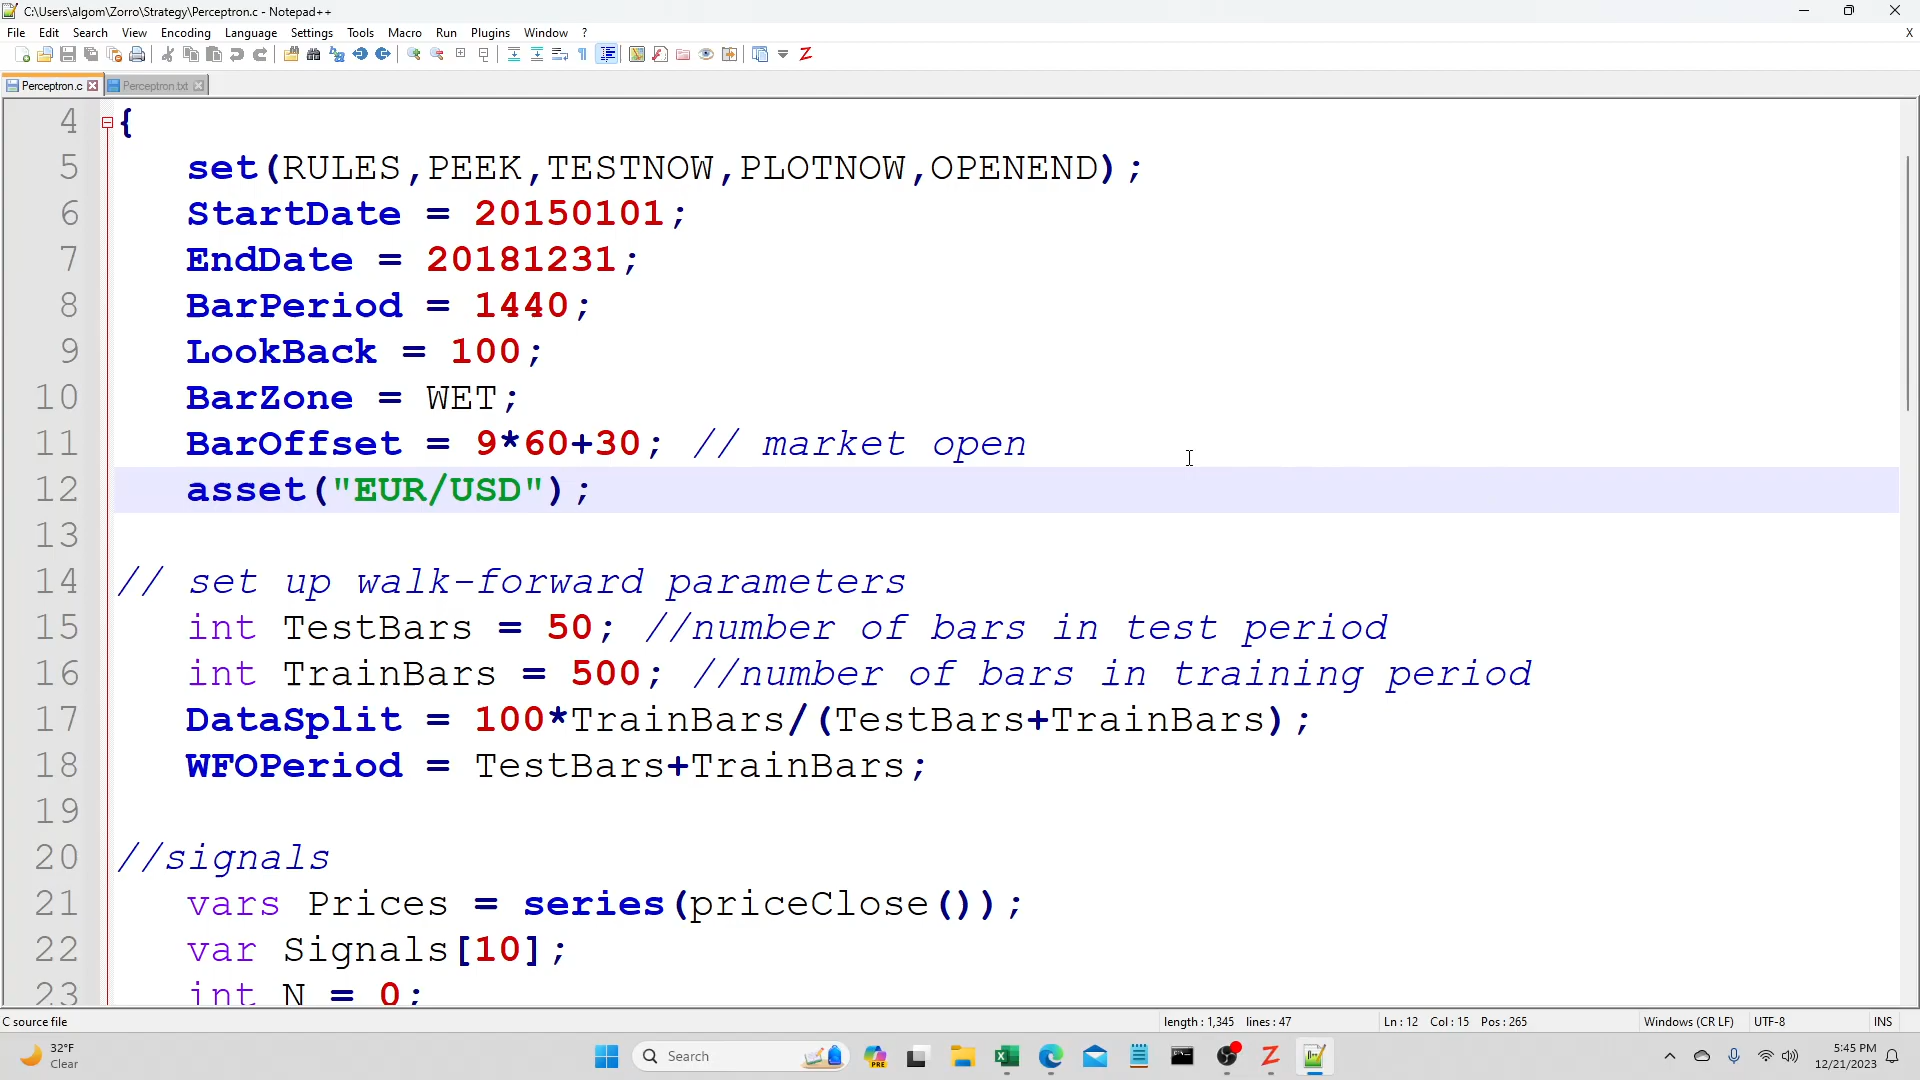 C:\Users\algom\Zorro\Strategy\Perceptron.c - Notepad++
File Edit Search View Encoding Language Settings Tools Macro Run Plugins Window ? X
Perceptron.c Perceptron.txt
4 {
5 set(RULES,PEEK,TESTNOW,PLOTNOW,OPENEND);
6 StartDate = 20150101;
7 EndDate = 20181231;
8 BarPeriod = 1440;
9 LookBack = 100;
10 BarZone = WET;
11 BarOffset = 9*60+30; // market open
12 asset("EUR/USD");
13
14 // set up walk-forward parameters
15 int TestBars = 50; //number of bars in test period
16 int TrainBars = 500; //number of bars in training period
17 DataSplit = 100*TrainBars/(TestBars+TrainBars);
18 WFOPeriod = TestBars+TrainBars;
19
20 //signals
21 vars Prices = series(priceClose());
22 var Signals[10];
23 int N = 0;
C source file length : 1,345 lines : 47 Ln : 12 Col : 15 Pos : 265 Windows (CR LF) UTF-8 INS
32°F
Clear
Search
PRE
5:45 PM
12/21/2023